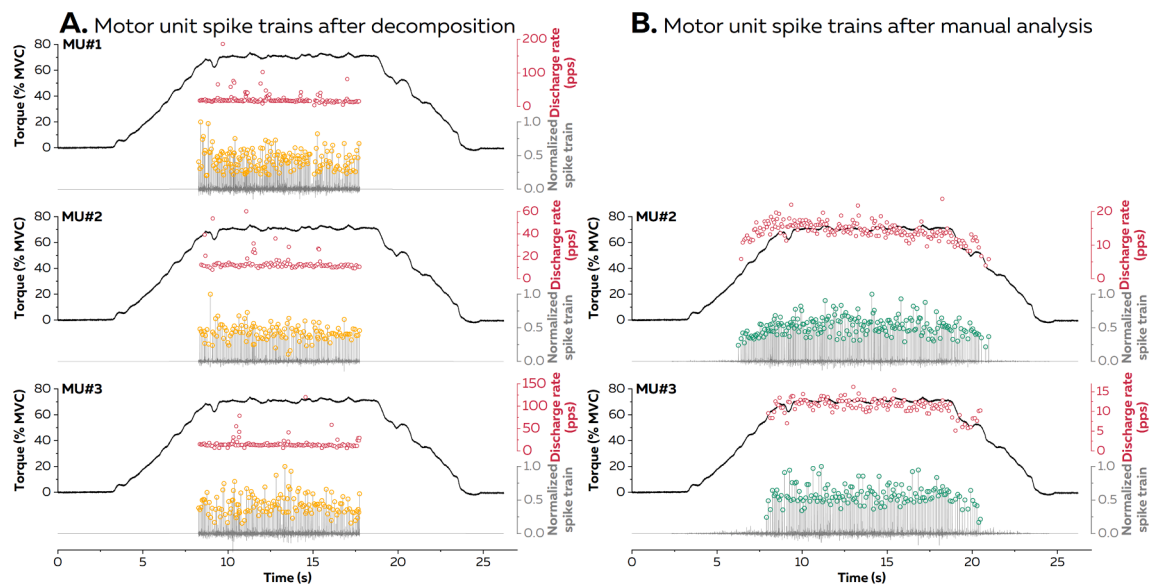 A. Motor unit spike trains after decomposition
MU#1
Torque (% MVC)
80
60
40
20
0
200
100
0
Discharge rate
(pps)
1.0
0.5
0.0
Normalized
spike train
MU#2
Torque (% MVC)
80
60
40
20
0
60
40
20
0
Discharge rate
(pps)
1.0
0.5
0.0
Normalized
spike train
MU#3
Torque (% MVC)
80
60
40
20
0
150
100
50
0
Discharge rate
(pps)
1.0
0.5
0.0
Normalized
spike train
0 5 10 15 20 25
Time (s)
B. Motor unit spike trains after manual analysis
MU#2
Torque (% MVC)
80
60
40
20
0
20
10
0
Discharge rate
(pps)
1.0
0.5
0.0
Normalized
spike train
MU#3
Torque (% MVC)
80
60
40
20
0
15
10
5
0
Discharge rate
(pps)
1.0
0.5
0.0
Normalized
spike train
0 5 10 15 20 25
Time (s)